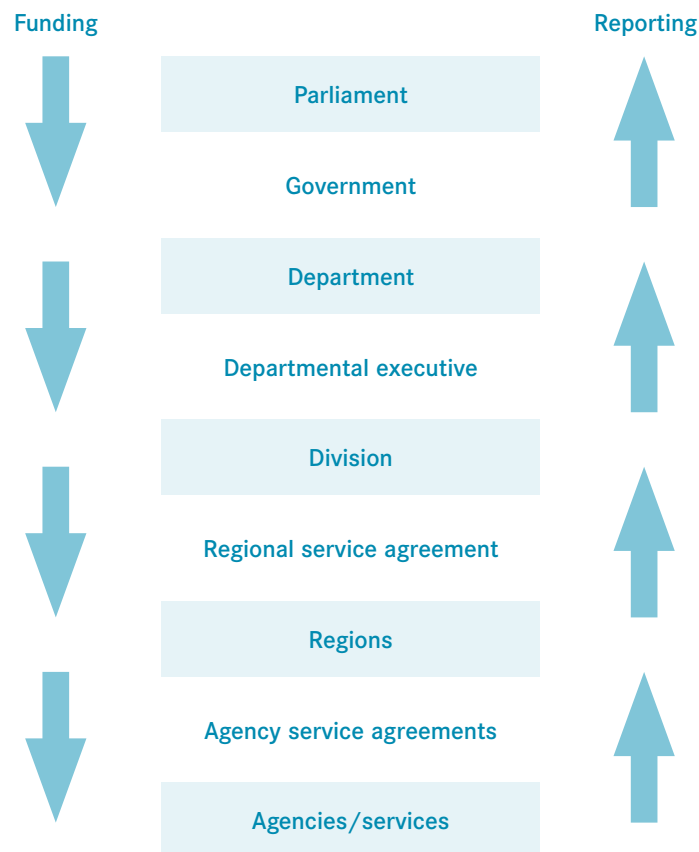 Funding
Reporting
Parliament
Government
Department
Departmental executive
Division
Regional service agreement
Regions
Agency service agreements
Agencies/services